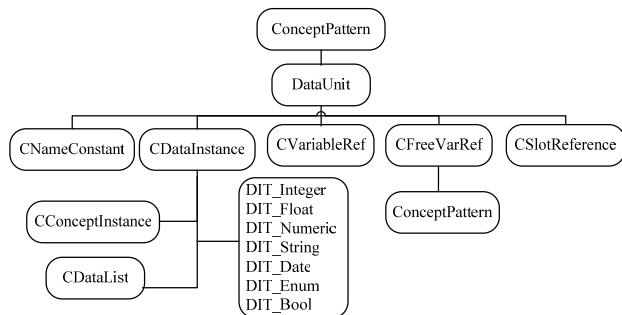 ConceptPattern
DataUnit
CNameConstant
CDataInstance
CVariableRef
CFreeVarRef
CSlotReference
CConceptInstance
CDataList
DIT_Integer
DIT_Float
DIT_Numeric
DIT_String
DIT_Date
DIT_Enum
DIT_Bool
ConceptPattern